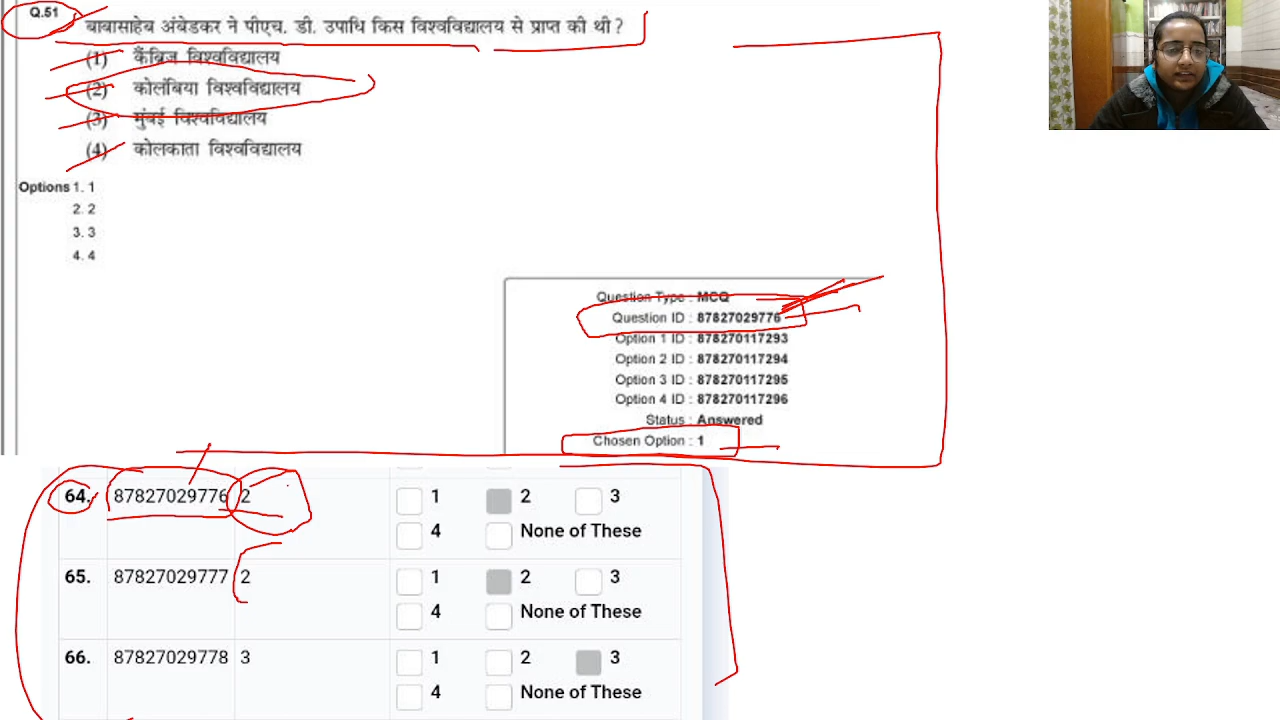 Q.51
बाबासाहेब अंबेडकर ने पीएच. डी. उपाधि किस विश्वविद्यालय से प्राप्त की थी ?
(1) कैंब्रिज विश्वविद्यालय
(2) कोलंबिया विश्वविद्यालय
(3) मुंबई विश्वविद्यालय
(4) कोलकाता विश्वविद्यालय
Options 1. 1
2. 2
3. 3
4. 4
Question Type : MCQ
Question ID : 87827029776
Option 1 ID : 878270117293
Option 2 ID : 878270117294
Option 3 ID : 878270117295
Option 4 ID : 878270117296
Status : Answered
Chosen Option : 1
64. 87827029776 2 1 2 3
4 None of These
65. 87827029777 2 1 2 3
4 None of These
66. 87827029778 3 1 2 3
4 None of These